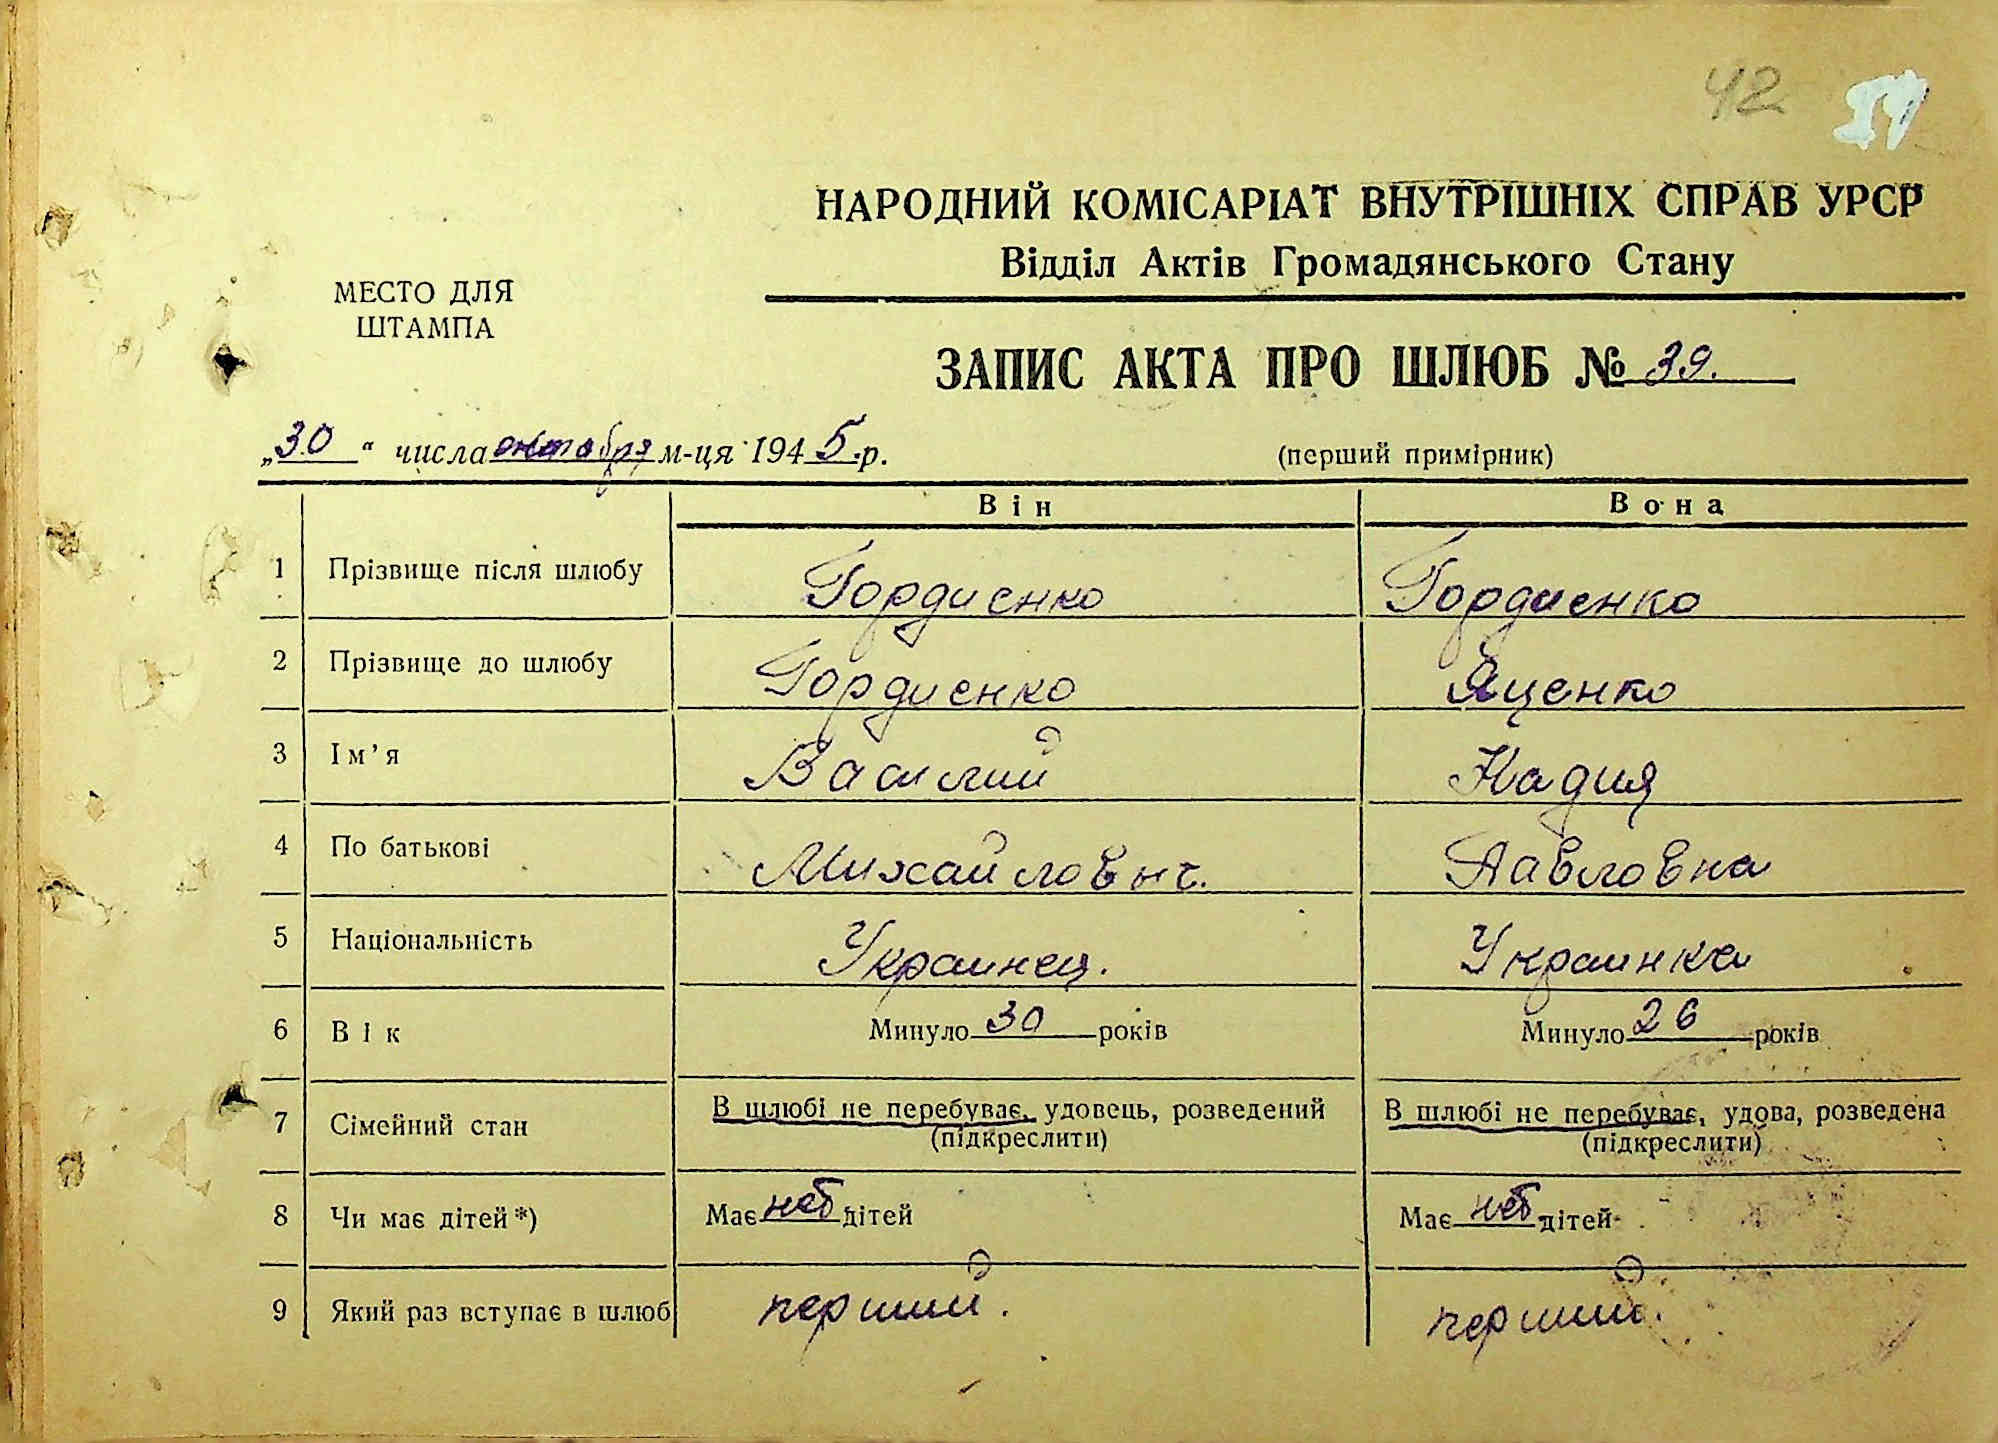 42 51
НАРОДНИЙ КОМІСАРІАТ ВНУТРІШНІХ СПРАВ УРСР
Відділ Актів Громадянського Стану
МЕСТО ДЛЯ
ШТАМПА
ЗАПИС АКТА ПРО ШЛЮБ № 39.
„30“ числа октября м-ця 1945.р.
(перший примірник)
Він Вона
1 Прізвище після шлюбу Гордиенко Гордиенко
2 Прізвище до шлюбу Гордиенко Яценко
3 Ім’я Василий Надия
4 По батькові Михайлович. Павловна
5 Національність Украинец. Украинка
6 Вік Минуло 30 років Минуло 26 років
7 Сімейний стан В шлюбі не перебуває, удовець, розведений В шлюбі не перебуває, удова, розведена
(підкреслити) (підкреслити)
8 Чи має дітей*) Має нет дітей Має нет дітей
9 Який раз вступає в шлюб перший. перший.